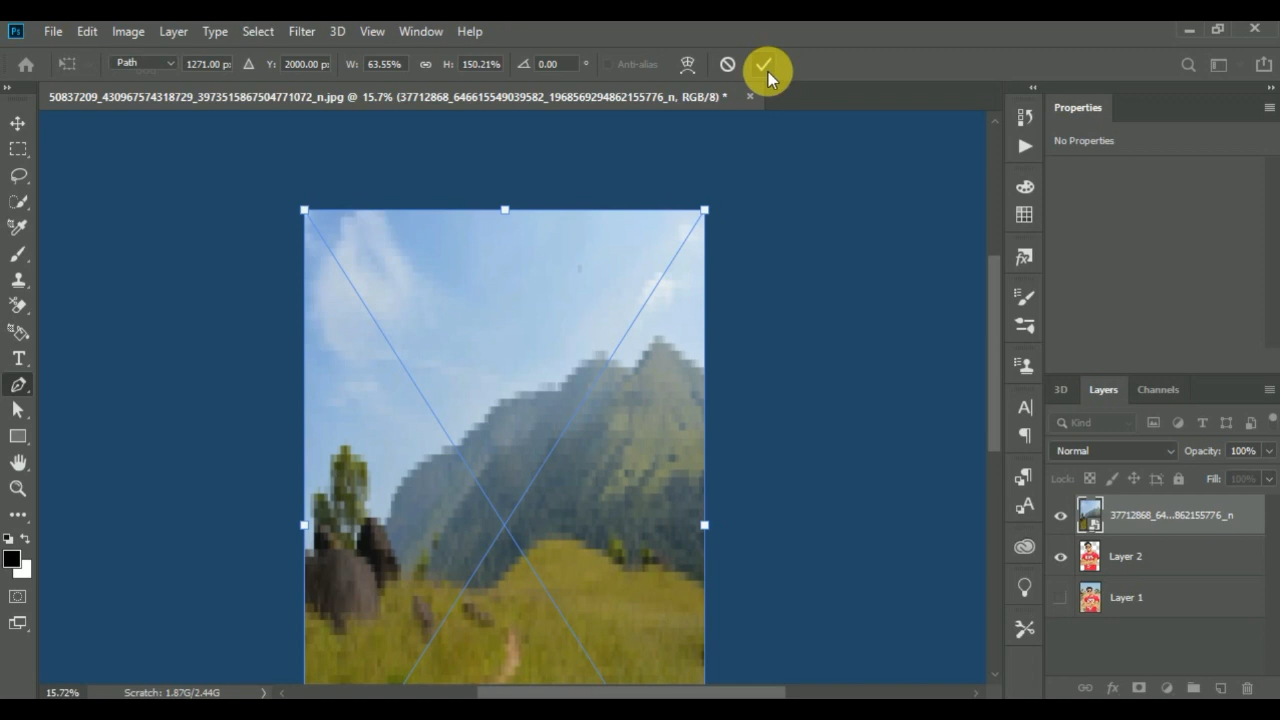 Ps File Edit Image Layer Type Select Filter 3D View Window Help
Path 1271.00 p: Y: 2000.00 px W: 63.55% H: 150.21% 0.00 ° Anti-alias
50837209_430967574318729_3973515867504771072_n.jpg @ 15.7% (37712868_646615549039582_1968569294862155776_n, RGB/8) *
Properties
No Properties
3D Layers Channels
Kind
Normal Opacity: 100%
Lock: Fill: 100%
37712868_64...862155776_n
Layer 2
Layer 1
15.72% Scratch: 1.87G/2.44G